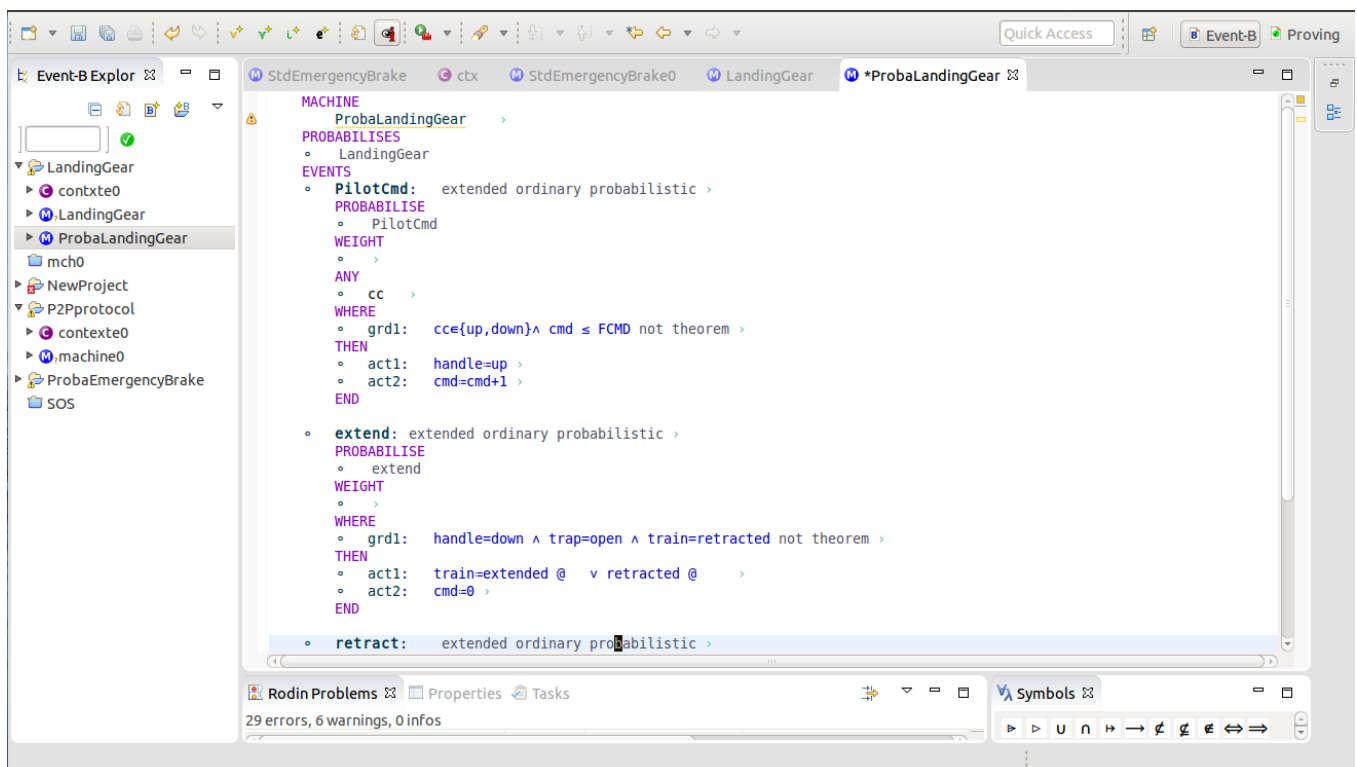 Quick Access
Event-B
Proving
Event-B Explor
StdEmergencyBrake
ctx
StdEmergencyBrake0
LandingGear
*ProbaLandingGear
LandingGear
contxte0
LandingGear
ProbaLandingGear
mch0
NewProject
P2Pprotocol
contexte0
machine0
ProbaEmergencyBrake
SOS
MACHINE
ProbaLandingGear ›
PROBABILISES
◦ LandingGear
EVENTS
◦ PilotCmd: extended ordinary probabilistic ›
PROBABILISE
◦ PilotCmd
WEIGHT
◦ ›
ANY
◦ cc ›
WHERE
◦ grd1: cc∈{up,down}∧ cmd ≤ FCMD not theorem ›
THEN
◦ act1: handle≔up ›
◦ act2: cmd≔cmd+1 ›
END
◦ extend: extended ordinary probabilistic ›
PROBABILISE
◦ extend
WEIGHT
◦ ›
WHERE
◦ grd1: handle=down ∧ trap=open ∧ train=retracted not theorem ›
THEN
◦ act1: train≔extended @ ∨ retracted @ ›
◦ act2: cmd≔0 ›
END
◦ retract: extended ordinary probabilistic ›
Rodin Problems
Properties
Tasks
29 errors, 6 warnings, 0 infos
Symbols
⩥ ▷ ∪ ∩ ↦ → ⊄ ⊈ ∉ ⇔ ⇒